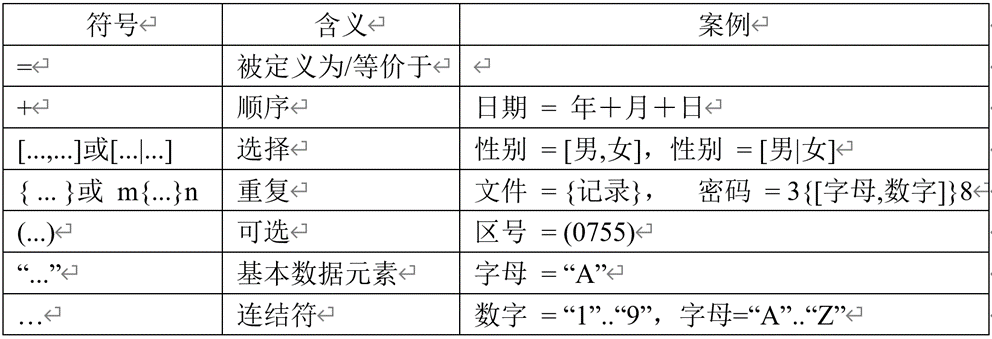 符号 含义 案例
= 被定义为/等价于
+ 顺序 日期 = 年＋月＋日
[...,...]或[...|...] 选择 性别 = [男,女]，性别 = [男|女]
{ ... }或 m{...}n 重复 文件 = {记录}， 密码 = 3{[字母,数字]}8
(...) 可选 区号 = (0755)
“...” 基本数据元素 字母 = “A”
… 连结符 数字 = “1”..“9”，字母=“A”..“Z”